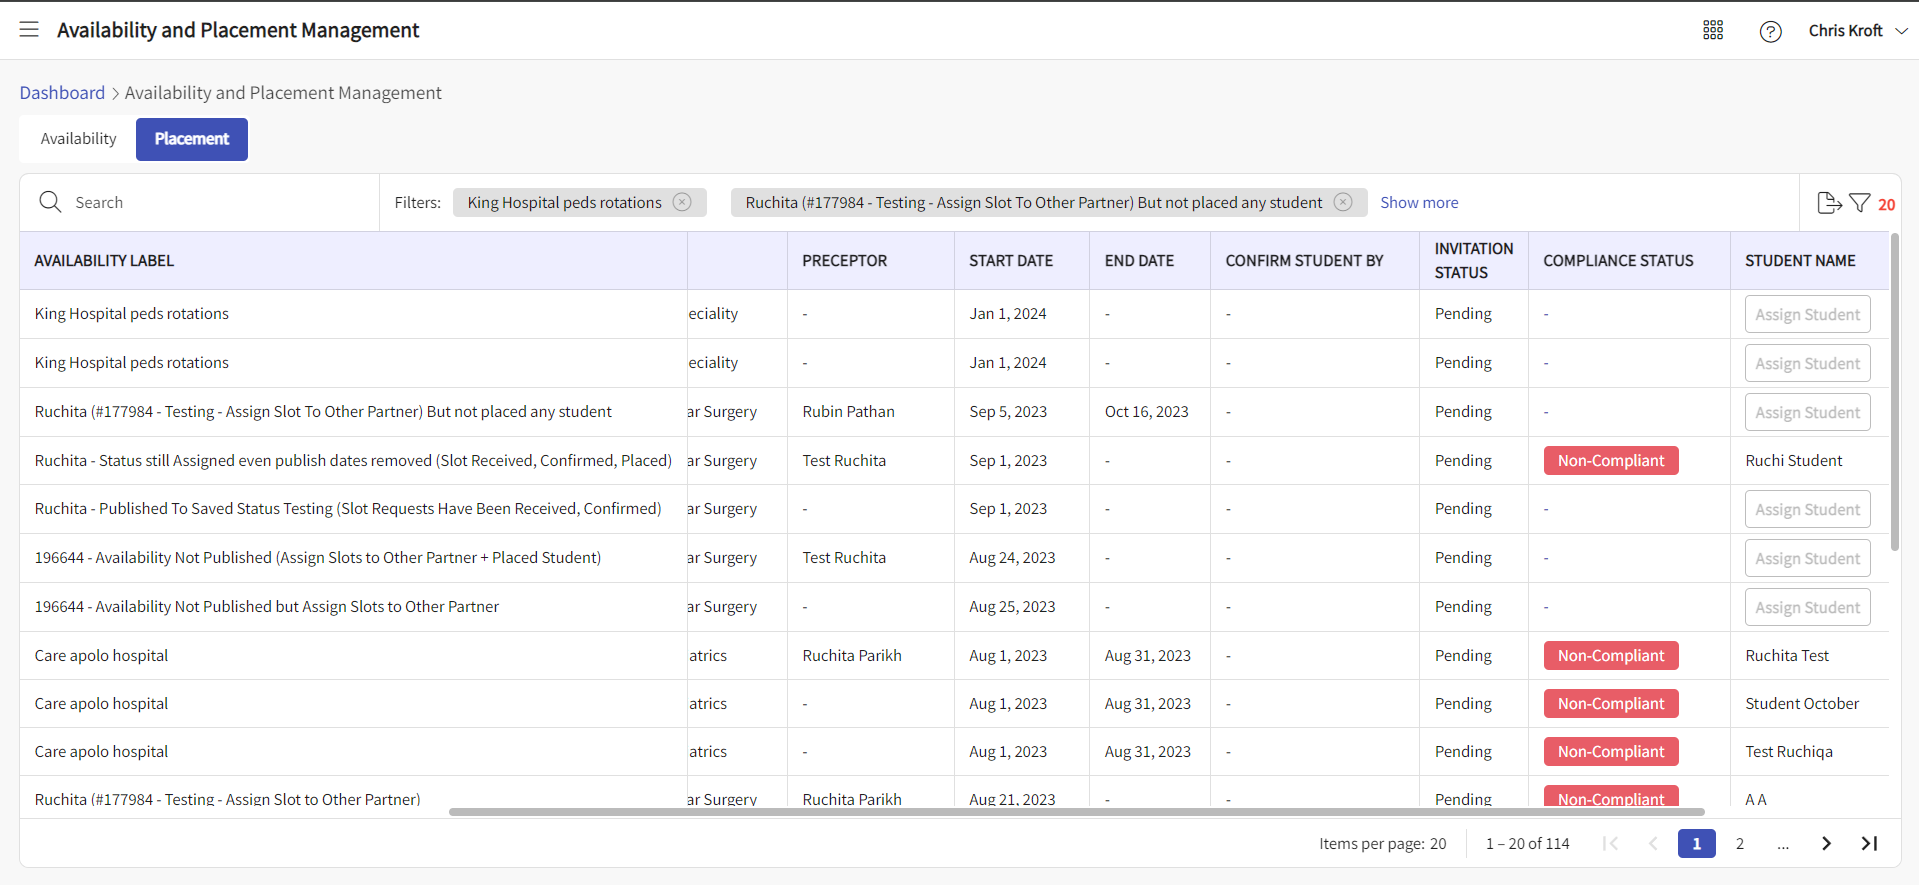 Availability and Placement Management
Chris Kroft
Dashboard > Availability and Placement Management
Availability Placement
Search Filters: King Hospital peds rotations Ruchita (#177984 - Testing - Assign Slot To Other Partner) But not placed any student Show more 20
AVAILABILITY LABEL PRECEPTOR START DATE END DATE CONFIRM STUDENT BY INVITATION STATUS COMPLIANCE STATUS STUDENT NAME
King Hospital peds rotations eciality - Jan 1, 2024 - - Pending - Assign Student
King Hospital peds rotations eciality - Jan 1, 2024 - - Pending - Assign Student
Ruchita (#177984 - Testing - Assign Slot To Other Partner) But not placed any student ar Surgery Rubin Pathan Sep 5, 2023 Oct 16, 2023 - Pending - Assign Student
Ruchita - Status still Assigned even publish dates removed (Slot Received, Confirmed, Placed) ar Surgery Test Ruchita Sep 1, 2023 - - Pending Non-Compliant Ruchi Student
Ruchita - Published To Saved Status Testing (Slot Requests Have Been Received, Confirmed) ar Surgery - Sep 1, 2023 - - Pending - Assign Student
196644 - Availability Not Published (Assign Slots to Other Partner + Placed Student) ar Surgery Test Ruchita Aug 24, 2023 - - Pending - Assign Student
196644 - Availability Not Published but Assign Slots to Other Partner ar Surgery - Aug 25, 2023 - - Pending - Assign Student
Care apolo hospital atrics Ruchita Parikh Aug 1, 2023 Aug 31, 2023 - Pending Non-Compliant Ruchita Test
Care apolo hospital atrics - Aug 1, 2023 Aug 31, 2023 - Pending Non-Compliant Student October
Care apolo hospital atrics - Aug 1, 2023 Aug 31, 2023 - Pending Non-Compliant Test Ruchiqa
Ruchita (#177984 - Testing - Assign Slot to Other Partner) ar Surgery Ruchita Parikh Aug 21, 2023 - - Pending Non-Compliant A A
Items per page: 20 1 – 20 of 114 1 2 ...